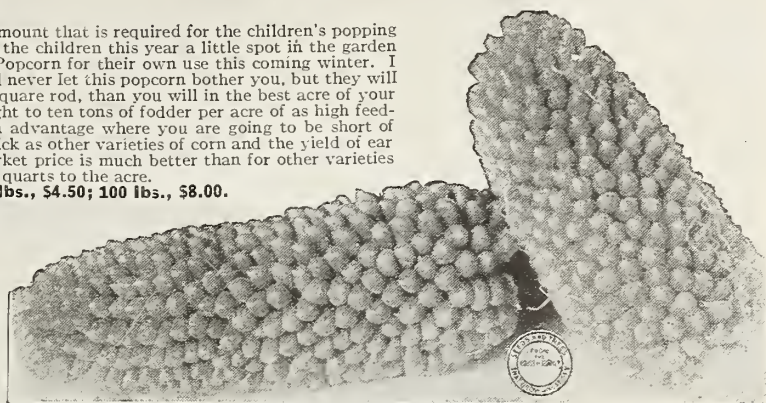 mount that is required for the children's popping
the children this year a little spot in the garden
Popcorn for their own use this coming winter. I
l never let this popcorn bother you, but they will
quare rod, than you will in the best acre of your
ght to ten tons of fodder per acre of as high feed-
advantage where you are going to be short of
ck as other varieties of corn and the yield of ear
rket price is much better than for other varieties
quarts to the acre.
lbs., $4.50; 100 lbs., $8.00.
SEEDS AND TREES